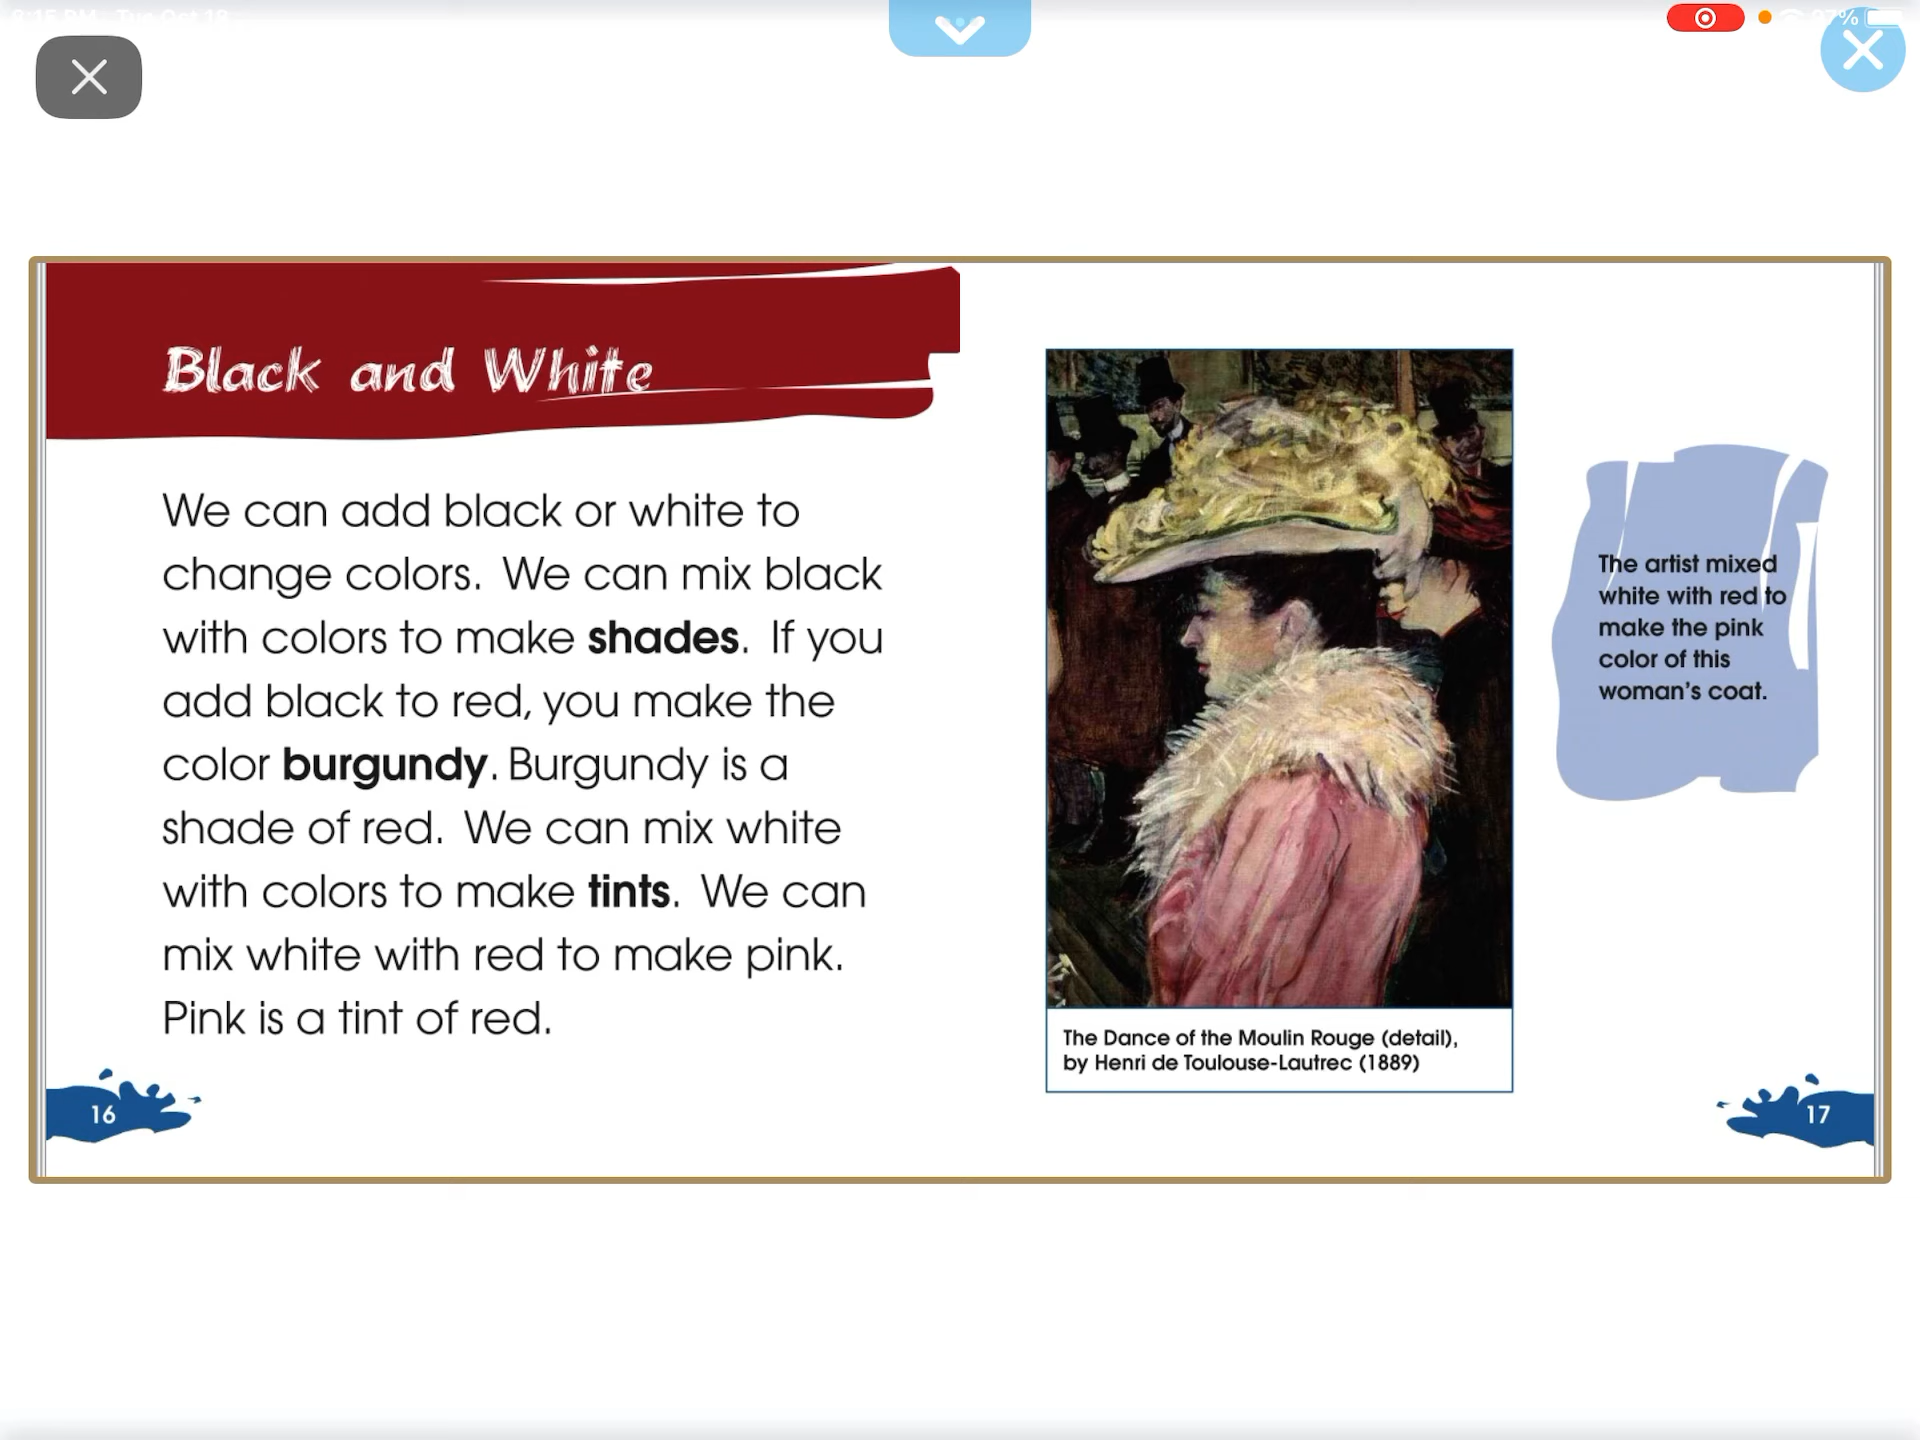 Black and White
We can add black or white to
change colors. We can mix black
with colors to make shades. If you
add black to red, you make the
color burgundy. Burgundy is a
shade of red. We can mix white
with colors to make tints. We can
mix white with red to make pink.
Pink is a tint of red.
16
The Dance of the Moulin Rouge (detail),
by Henri de Toulouse-Lautrec (1889)
The artist mixed
white with red to
make the pink
color of this
woman's coat.
17